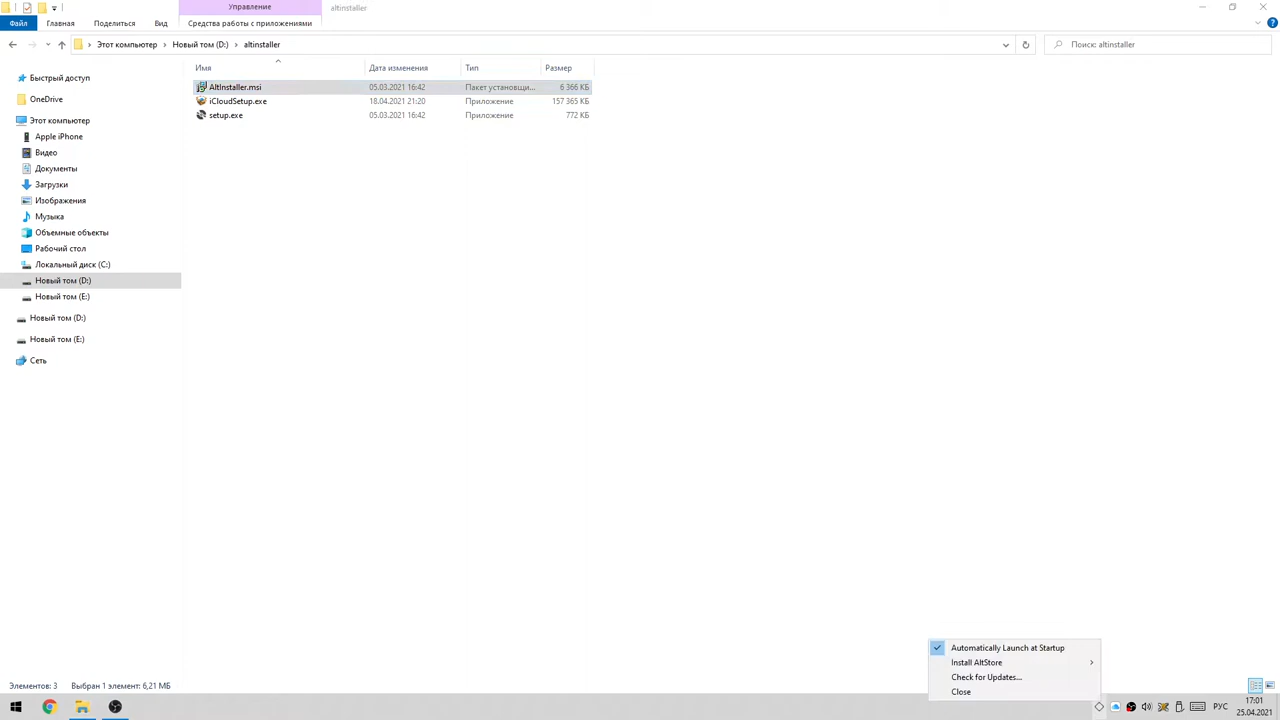 Управление
altinstaller
Файл
Главная
Поделиться
Вид
Средства работы с приложениями
Этот компьютер
Новый том (D:)
altinstaller
Поиск: altinstaller
Имя
Дата изменения
Тип
Размер
AltInstaller.msi
05.03.2021 16:42
Пакет установщи...
6 366 КБ
iCloudSetup.exe
18.04.2021 21:20
Приложение
157 365 КБ
setup.exe
05.03.2021 16:42
Приложение
772 КБ
Быстрый доступ
OneDrive
Этот компьютер
Apple iPhone
Видео
Документы
Загрузки
Изображения
Музыка
Объемные объекты
Рабочий стол
Локальный диск (C:)
Новый том (D:)
Новый том (E:)
Новый том (D:)
Новый том (E:)
Сеть
Automatically Launch at Startup
Install AltStore
Check for Updates...
Close
Элементов: 3
Выбран 1 элемент: 6,21 МБ
РУС
17:01
25.04.2021